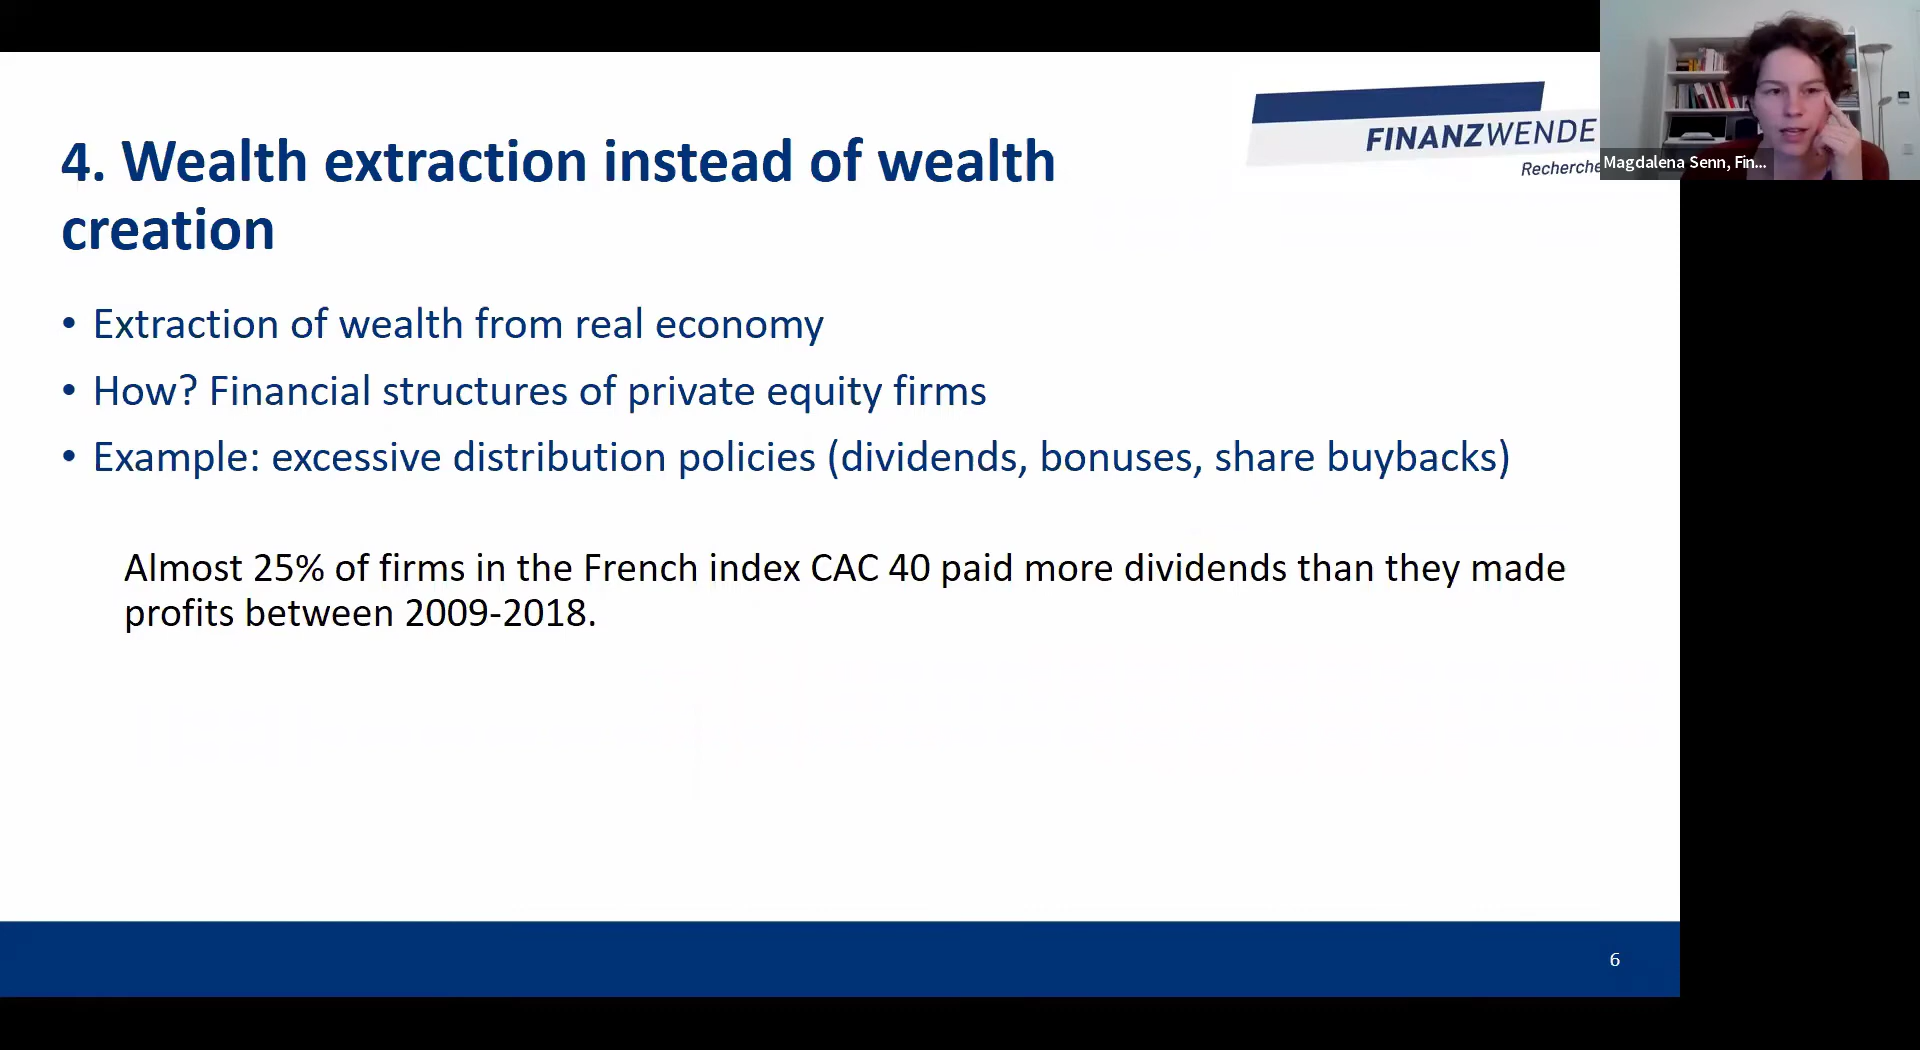 4. Wealth extraction instead of wealth
creation
FINANZWENDE
Recherche
Magdalena Senn, Fin...
• Extraction of wealth from real economy
• How? Financial structures of private equity firms
• Example: excessive distribution policies (dividends, bonuses, share buybacks)
Almost 25% of firms in the French index CAC 40 paid more dividends than they made
profits between 2009-2018.
6